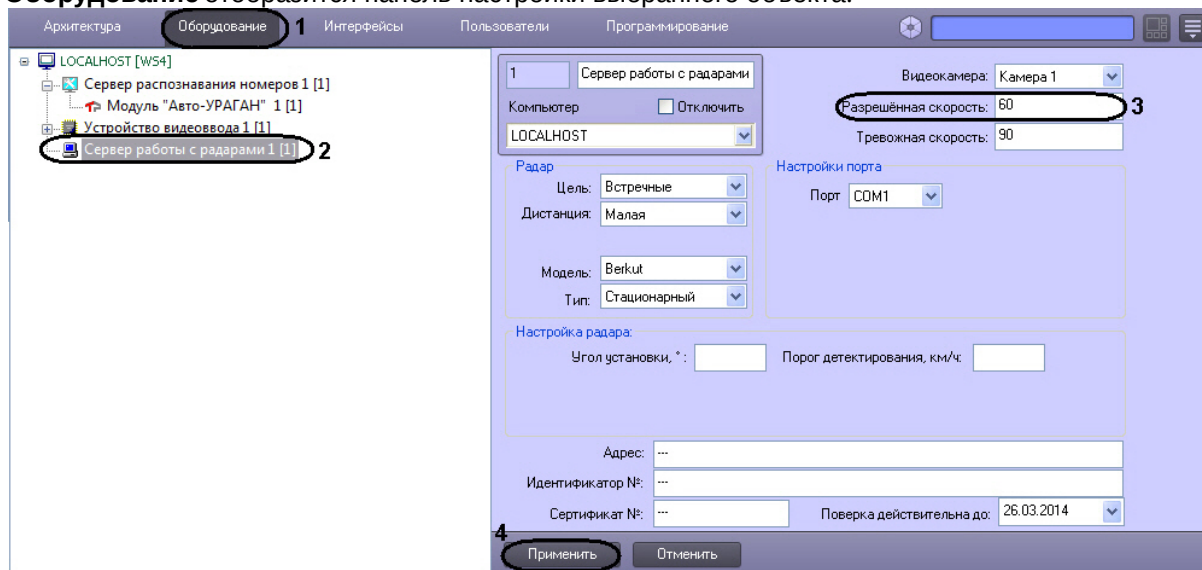 Оборудование отобразится панель настройки выбранного объекта.
Архитектура Оборудование 1 Интерфейсы Пользователи Программирование
LOCALHOST [WS4]
Сервер распознавания номеров 1 [1]
Модуль "Авто-УРАГАН" 1 [1]
Устройство видеоввода 1 [1]
Сервер работы с радарами 1 [1] 2
1 Сервер работы с радарами
Компьютер Отключить
LOCALHOST
Видеокамера: Камера 1
Разрешённая скорость: 60 3
Тревожная скорость: 90
Радар
Цель: Встречные
Дистанция: Малая
Модель: Berkut
Тип: Стационарный
Настройки порта
Порт COM1
Настройка радара:
Угол установки, ° : Порог детектирования, км/ч:
Адрес: ---
Идентификатор №: ---
Сертификат №: --- Поверка действительна до: 26.03.2014
4
Применить Отменить